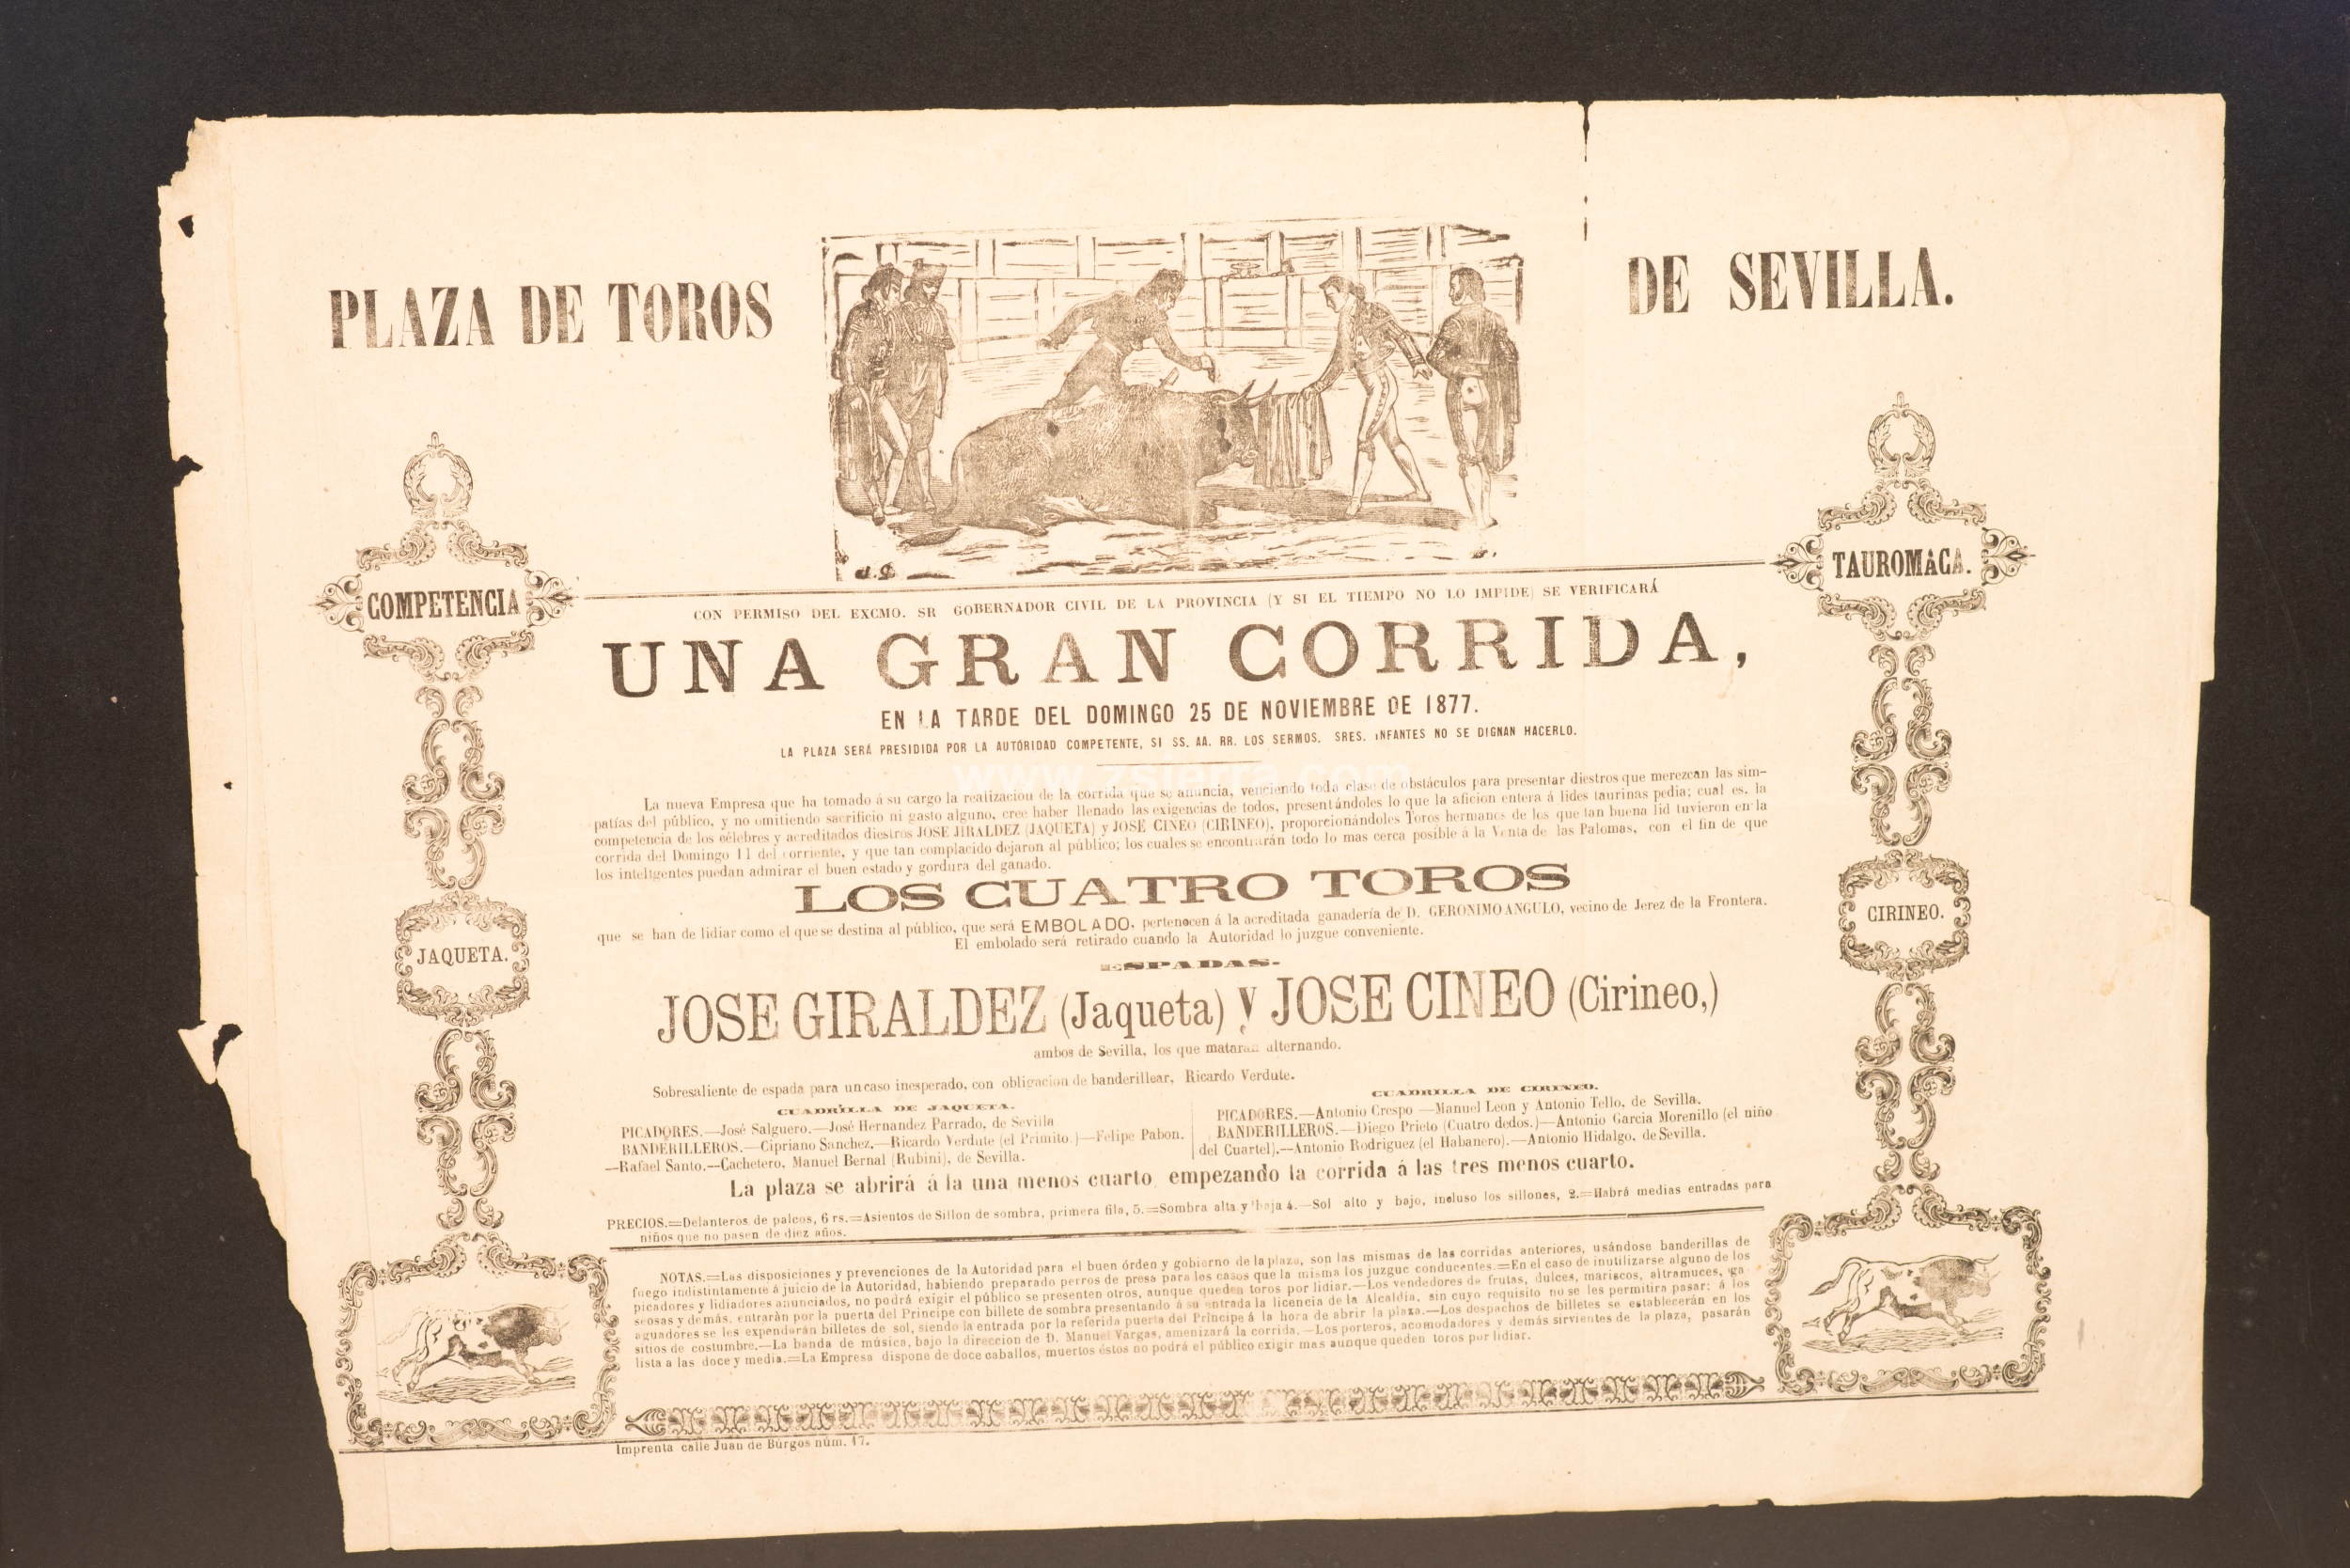 PLAZA DE TOROS DE SEVILLA.
COMPETENCIA
TAUROMACA.
JAQUETA.
CIRINEO.
J. G.
CON PERMISO DEL EXCMO. SR GOBERNADOR CIVIL DE LA PROVINCIA (Y SI EL TIEMPO NO LO IMPIDE) SE VERIFICARÁ
UNA GRAN CORRIDA,
EN LA TARDE DEL DOMINGO 25 DE NOVIEMBRE DE 1877.
LA PLAZA SERÁ PRESIDIDA POR LA AUTORIDAD COMPETENTE, SI SS. AA. RR. LOS SERMOS. SRES. INFANTES NO SE DIGNAN HACERLO.
www.zsierra.com
La nueva Empresa que ha tomado á su cargo la realizacion de la corrida que se anuncia, venciendo toda clase de obstáculos para presentar diestros que merezcan las sim-
patías del público, y no omitiendo sacrificio ni gasto alguno, cree haber llenado las exigencias de todos, presentándoles lo que la aficion entera á lides taurinas pedia; cual es, la
competencia de los célebres y acreditados diestros JOSE JIRALDEZ (JAQUETA) y JOSÉ CINEO (CIRINEO), proporcionándoles Toros hermanos de los que tan buena lid tuvieron en la
corrida del Domingo 11 del corriente, y que tan complacido dejaron al público; los cuales se encontrarán todo lo mas cerca posible á la Venta de las Palomas, con el fin de que
los inteligentes puedan admirar el buen estado y gordura del ganado.
LOS CUATRO TOROS
que se han de lidiar como el que se destina al público, que será EMBOLADO, pertenecen á la acreditada ganadería de D. GERONIMO ANGULO, vecino de Jerez de la Frontera.
El embolado será retirado cuando la Autoridad lo juzgue conveniente.
ESPADAS.
JOSE GIRALDEZ (Jaqueta) y JOSE CINEO (Cirineo,)
ambos de Sevilla, los que mataran alternando.
Sobresaliente de espada para un caso inesperado, con obligacion de banderillear, Ricardo Verdute.
CUADRILLA DE JAQUETA.
PICADORES.—José Salguero.—José Hernandez Parrado, de Sevilla
BANDERILLEROS.—Cipriano Sanchez.—Ricardo Verdute (el Primito.)—Felipe Pabon.
—Rafael Santo.—Cachetero, Manuel Bernal (Rubini), de Sevilla.
CUADRILLA DE CIRINEO.
PICADORES.—Antonio Crespo —Manuel Leon y Antonio Tello, de Sevilla.
BANDERILLEROS.—Diego Prieto (Cuatro dedos.)—Antonio Garcia Morenillo (el niño
del Cuartel).—Antonio Rodriguez (el Habanero).—Antonio Hidalgo, de Sevilla.
La plaza se abrirá á la una menos cuarto empezando la corrida á las tres menos cuarto.
PRECIOS.=Delanteros de palcos, 6 rs.=Asientos de Sillon de sombra, primera fila, 5.=Sombra alta y baja 4.—Sol alto y bajo, incluso los sillones, 2.=Habrá medias entradas para
niños que no pasen de diez años.
NOTAS.=Las disposiciones y prevenciones de la Autoridad para el buen órden y gobierno de la plaza, son las mismas de las corridas anteriores, usándose banderillas de
fuego indistintamente á juicio de la Autoridad, habiendo preparado perros de presa para los casos que la misma los juzgue conducentes.=En el caso de inutilizarse alguno de los
picadores y lidiadores anunciados, no podrá exigir el público se presenten otros, aunque queden toros por lidiar.—Los vendedores de frutas, dulces, mariscos, altramuces, ga-
seosas y demás, entrarán por la puerta del Principe con billete de sombra presentando á su entrada la licencia de la Alcaldía, sin cuyo requisito no se les permitira pasar; á los
aguadores se les expenderán billetes de sol, siendo la entrada por la referida puerta del Príncipe á la hora de abrir la plaza.—Los despachos de billetes se establecerán en los
sitios de costumbre.—La banda de música, bajo la direccion de D. Manuel Vargas, amenizará la corrida.—Los porteros, acomodadores y demás sirvientes de la plaza, pasarán
lista a las doce y media.=La Empresa dispone de doce caballos, muertos éstos no podrá el público exigir mas aunque queden toros por lidiar.
Imprenta calle Juan de Búrgos núm. 17.